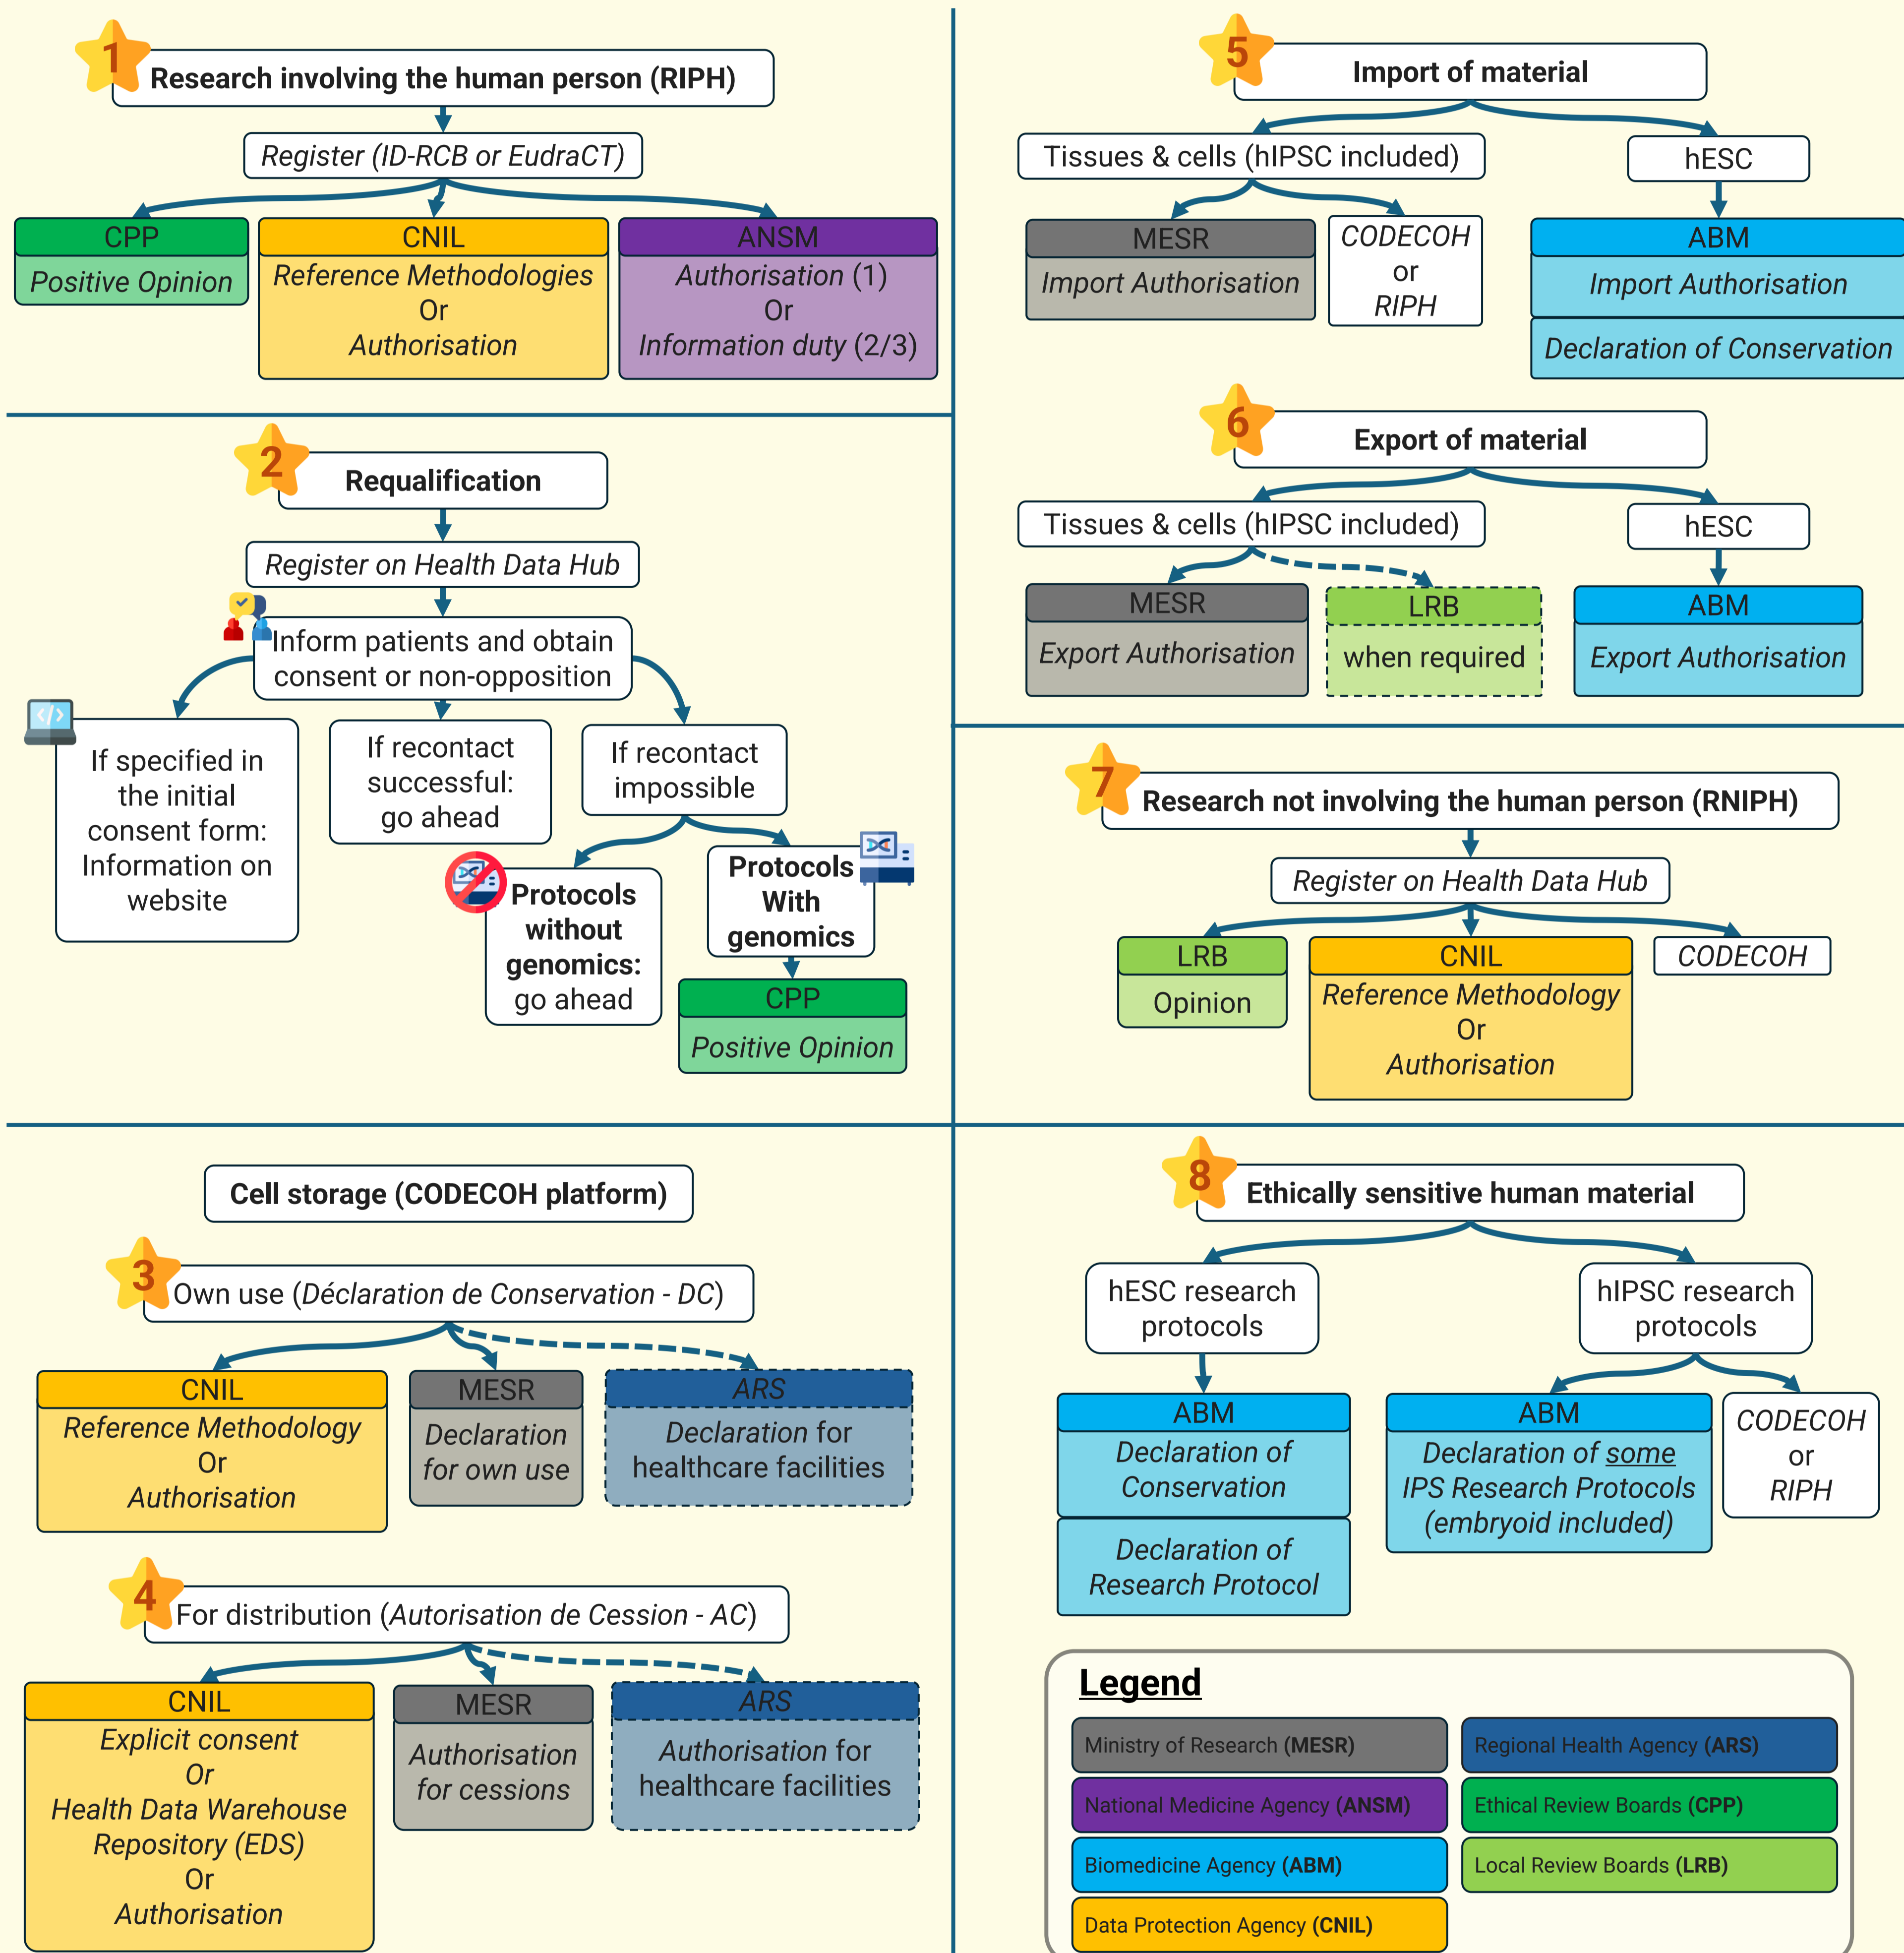 1
Research involving the human person (RIPH)
Register (ID-RCB or EudraCT)
CPP
Positive Opinion
CNIL
Reference Methodologies
Or
Authorisation
ANSM
Authorisation (1)
Or
Information duty (2/3)
2
Requalification
Register on Health Data Hub
Inform patients and obtain
consent or non-opposition
If specified in
the initial
consent form:
Information on
website
If recontact
successful:
go ahead
If recontact
impossible
Protocols
without
genomics:
go ahead
Protocols
With
genomics
CPP
Positive Opinion
Cell storage (CODECOH platform)
3
Own use (Déclaration de Conservation - DC)
CNIL
Reference Methodology
Or
Authorisation
MESR
Declaration
for own use
ARS
Declaration for
healthcare facilities
4
For distribution (Autorisation de Cession - AC)
CNIL
Explicit consent
Or
Health Data Warehouse
Repository (EDS)
Or
Authorisation
MESR
Authorisation
for cessions
ARS
Authorisation for
healthcare facilities
5
Import of material
Tissues & cells (hIPSC included)
hESC
MESR
Import Authorisation
CODECOH
or
RIPH
ABM
Import Authorisation
Declaration of Conservation
6
Export of material
Tissues & cells (hIPSC included)
hESC
MESR
Export Authorisation
LRB
when required
ABM
Export Authorisation
7
Research not involving the human person (RNIPH)
Register on Health Data Hub
LRB
Opinion
CNIL
Reference Methodology
Or
Authorisation
CODECOH
8
Ethically sensitive human material
hESC research
protocols
hIPSC research
protocols
ABM
Declaration of
Conservation
Declaration of
Research Protocol
ABM
Declaration of some
IPS Research Protocols
(embryoid included)
CODECOH
or
RIPH
Legend
Ministry of Research (MESR)
Regional Health Agency (ARS)
National Medicine Agency (ANSM)
Ethical Review Boards (CPP)
Biomedicine Agency (ABM)
Local Review Boards (LRB)
Data Protection Agency (CNIL)